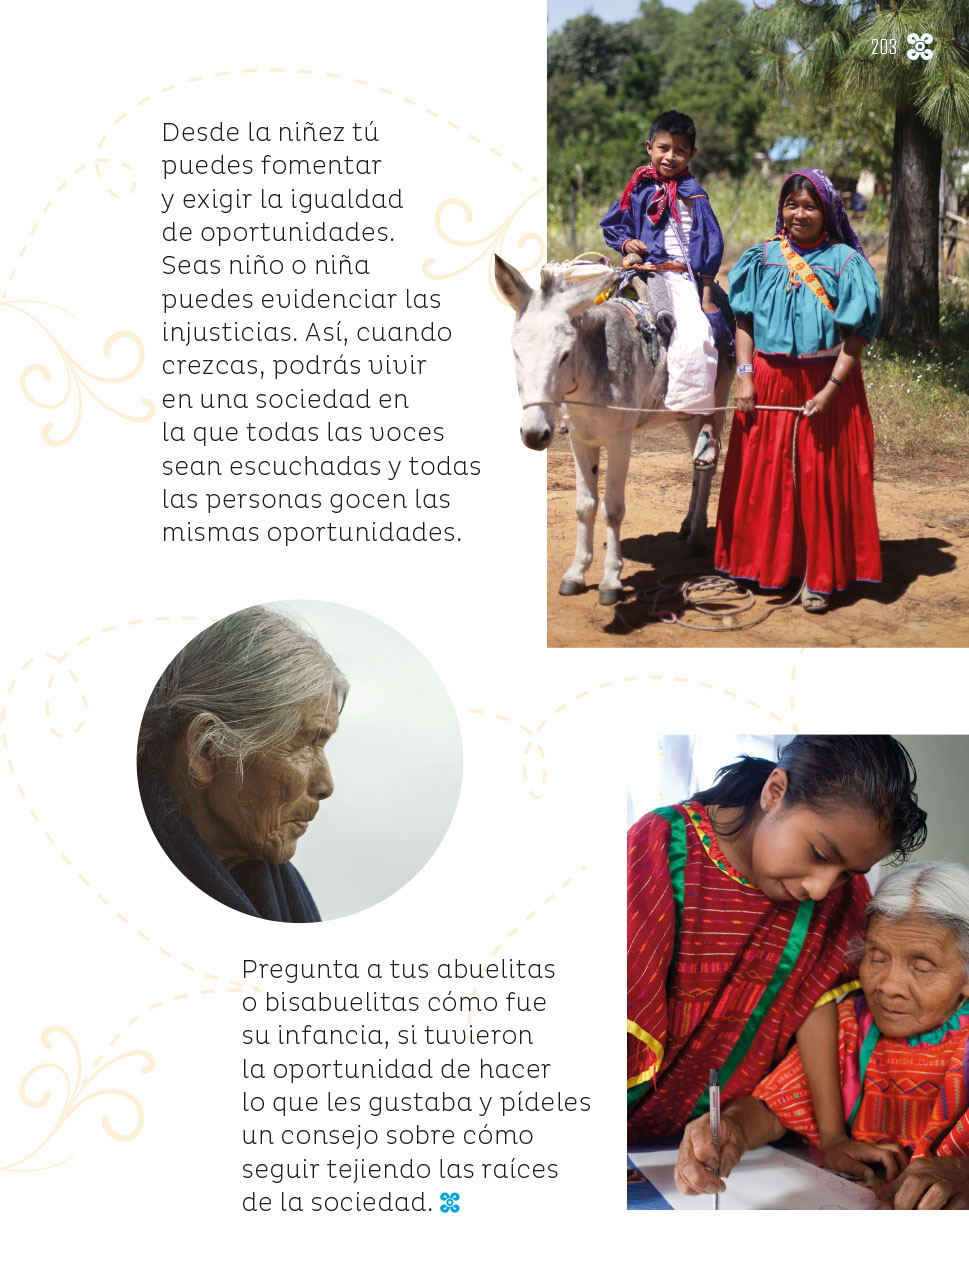 203
Desde la niñez tú
puedes fomentar
y exigir la igualdad
de oportunidades.
Seas niño o niña
puedes evidenciar las
injusticias. Así, cuando
crezcas, podrás vivir
en una sociedad en
la que todas las voces
sean escuchadas y todas
las personas gocen las
mismas oportunidades.
Pregunta a tus abuelitas
o bisabuelitas cómo fue
su infancia, si tuvieron
la oportunidad de hacer
lo que les gustaba y pídeles
un consejo sobre cómo
seguir tejiendo las raíces
de la sociedad.